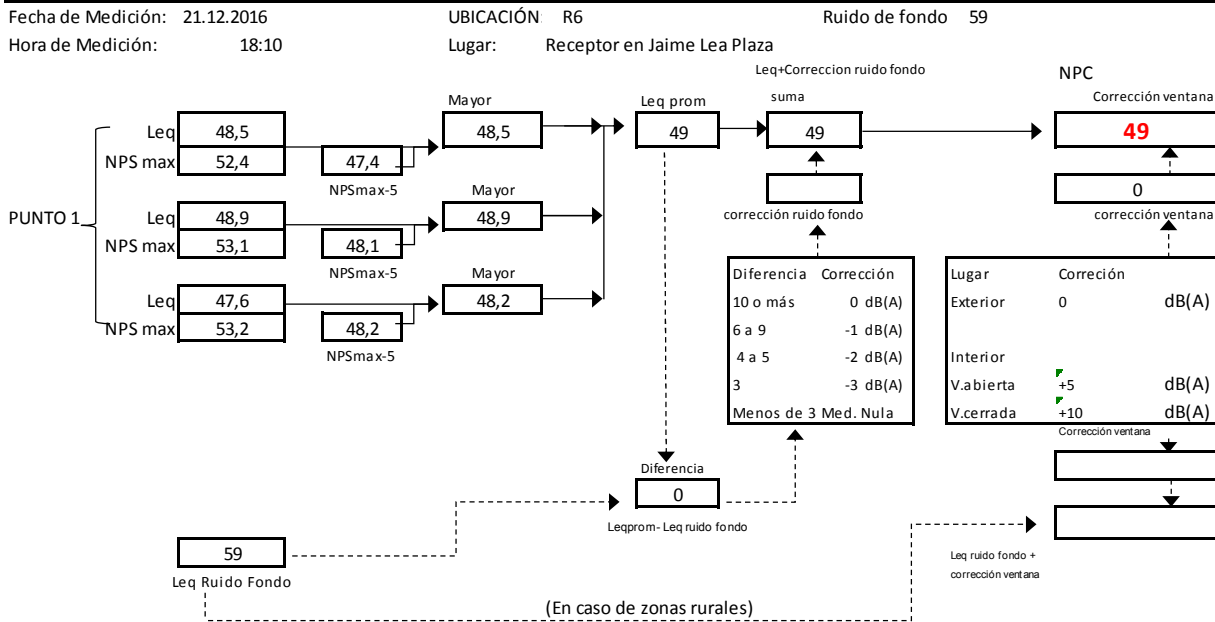 Fecha de Medición: 21.12.2016 UBICACIÓN: R6 Ruido de fondo 59
Hora de Medición: 18:10 Lugar: Receptor en Jaime Lea Plaza
Leq+Correccion ruido fondo NPC
Mayor Leq prom suma Corrección ventana
Leq 48,5 48,5 49 49 49
NPS max 52,4 47,4
NPSmax-5 Mayor 0
PUNTO 1 Leq 48,9 48,9 corrección ruido fondo corrección ventana
NPS max 53,1 48,1
NPSmax-5 Mayor
Leq 47,6 48,2
NPS max 53,2 48,2
NPSmax-5
Diferencia Corrección
10 o más 0 dB(A)
6 a 9 -1 dB(A)
4 a 5 -2 dB(A)
3 -3 dB(A)
Menos de 3 Med. Nula
Lugar Correción
Exterior 0 dB(A)
Interior
V.abierta +5 dB(A)
V.cerrada +10 dB(A)
Corrección ventana
Diferencia
0
Leqprom- Leq ruido fondo
59
Leq Ruido Fondo
Leq ruido fondo +
corrección ventana
(En caso de zonas rurales)